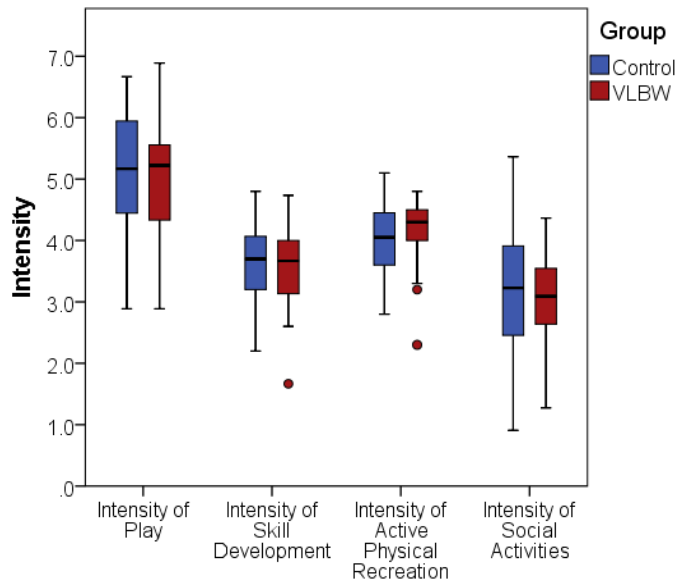 Group
Control
VLBW
Intensity
7.0
6.0
5.0
4.0
3.0
2.0
1.0
.0
Intensity of
Play
Intensity of
Skill
Development
Intensity of
Active
Physical
Recreation
Intensity of
Social
Activities